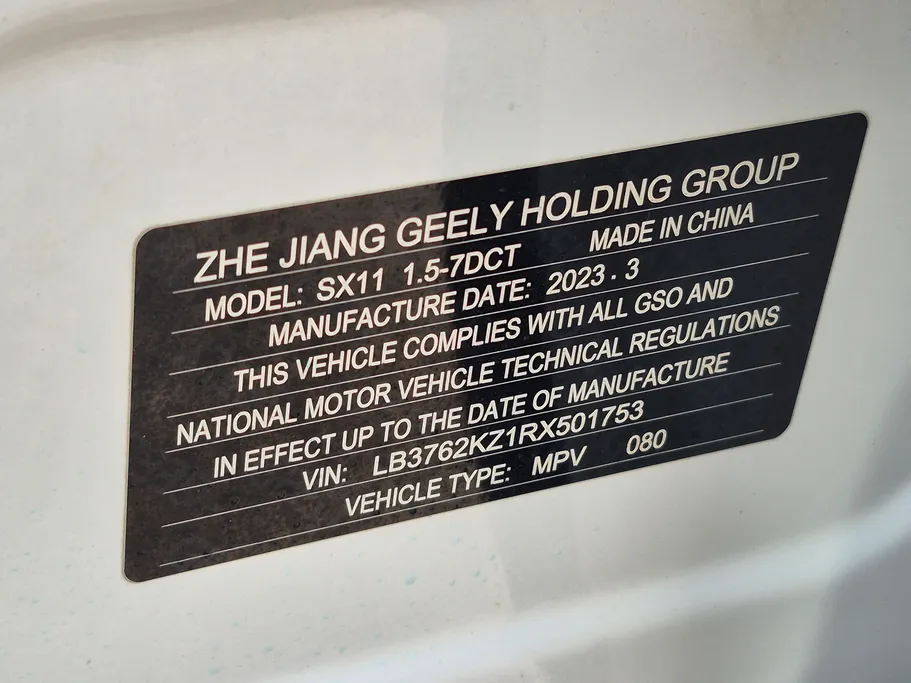 ZHE JIANG GEELY HOLDING GROUP
MODEL: SX11 1.5-7DCT MADE IN CHINA
MANUFACTURE DATE: 2023 . 3
THIS VEHICLE COMPLIES WITH ALL GSO AND
NATIONAL MOTOR VEHICLE TECHNICAL REGULATIONS
IN EFFECT UP TO THE DATE OF MANUFACTURE
VIN: LB3762KZ1RX501753
VEHICLE TYPE: MPV 080